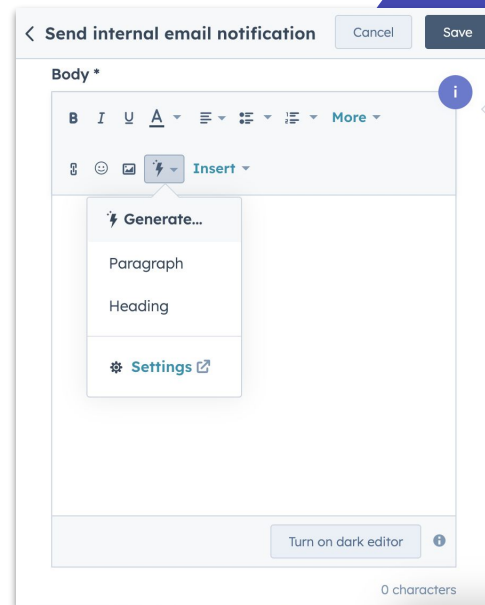 Send internal email notification Cancel Save
Body *
i
B I U A More
Insert
Generate...
Paragraph
Heading
Settings
Turn on dark editor i
0 characters